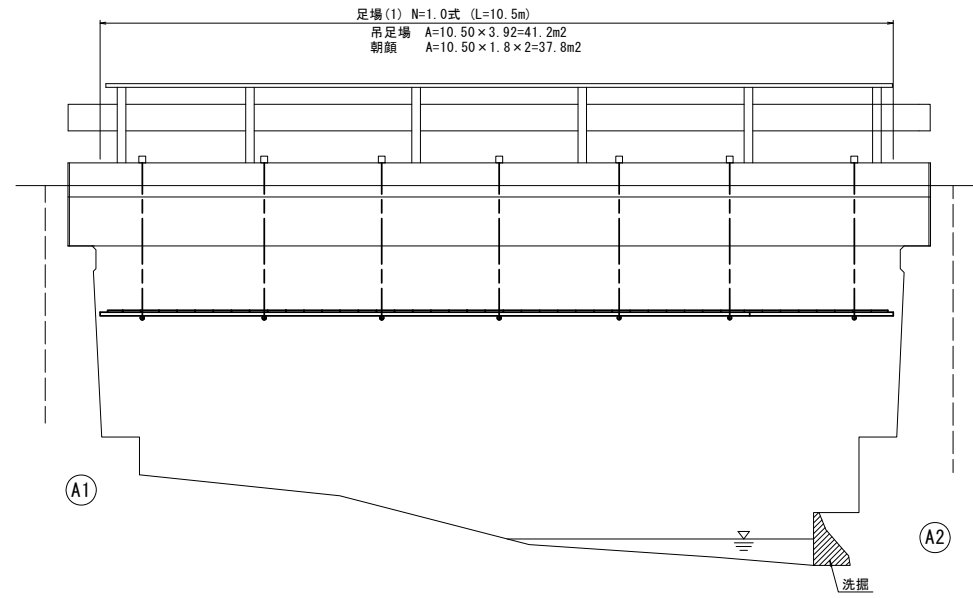 足場(1) N=1.0式 (L=10.5m)
吊足場 A=10.50×3.92=41.2m2
朝顔 A=10.50×1.8×2=37.8m2
A1
A2
洗掘